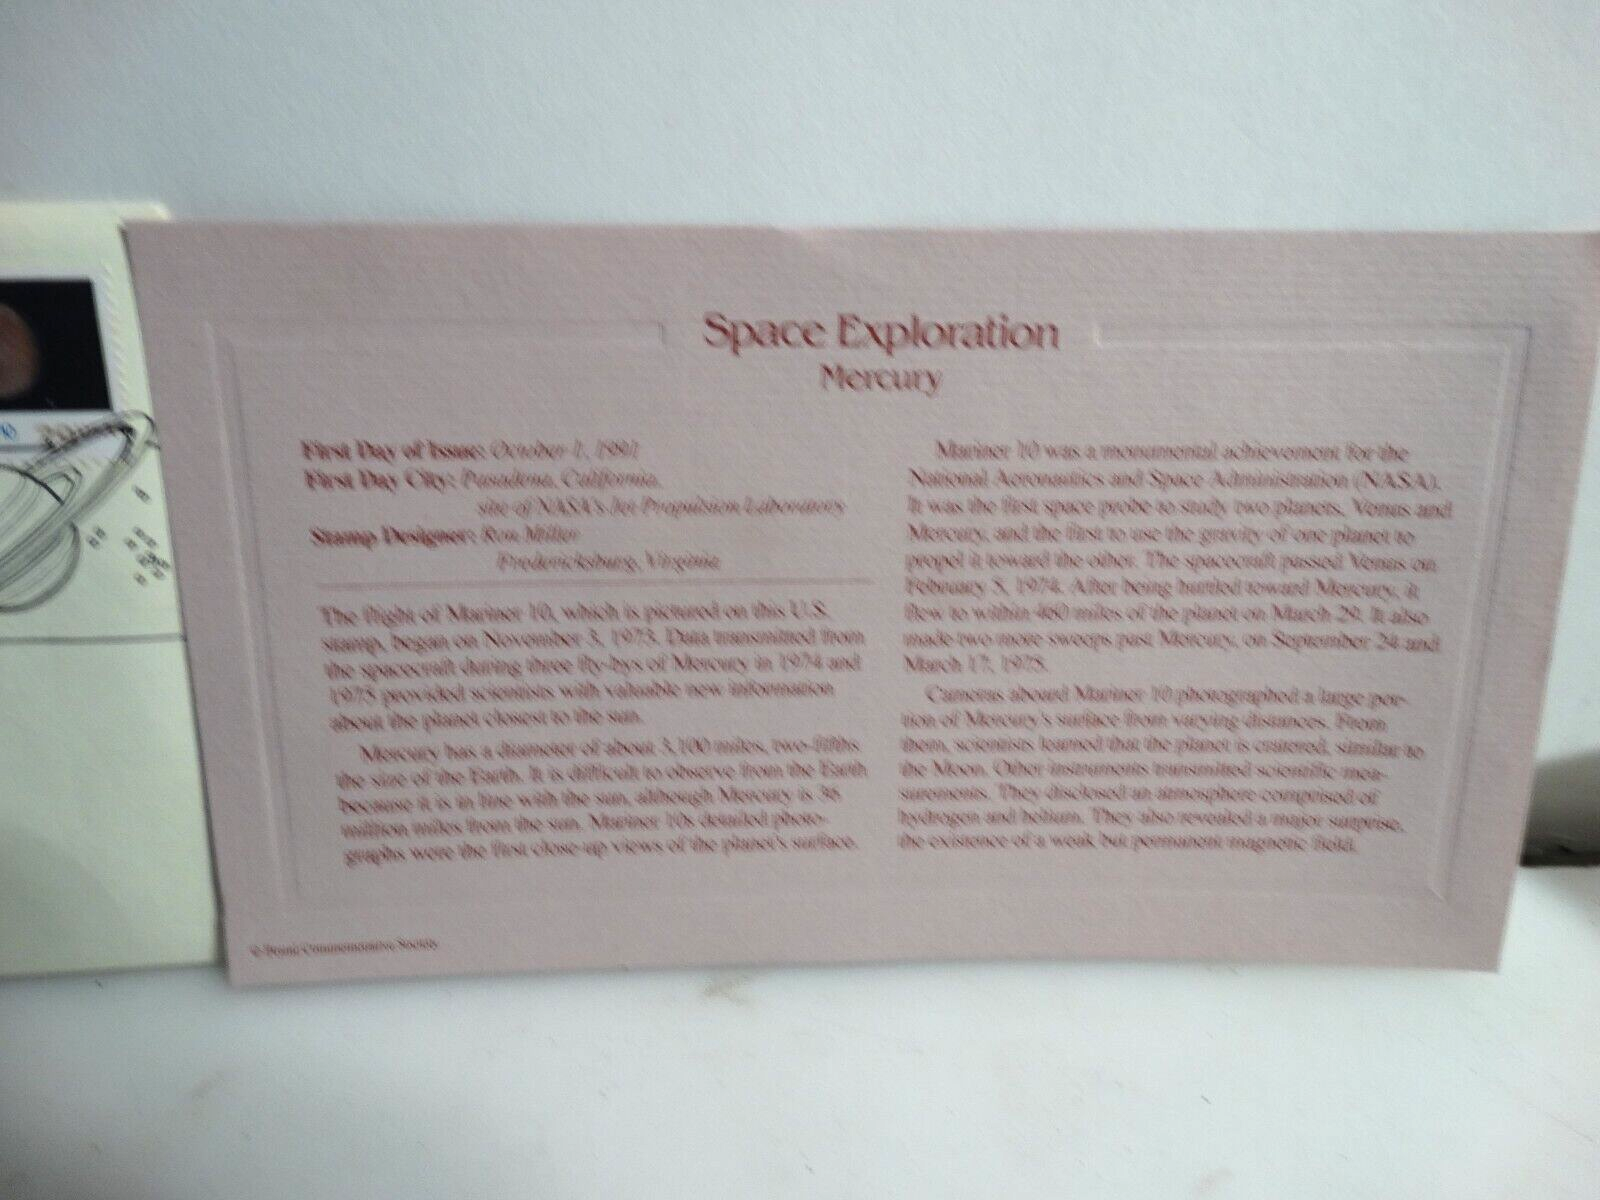 Space Exploration
Mercury
First Day of Issue: October 1, 1991
First Day City: Pasadena, California,
site of NASA's Jet Propulsion Laboratory
Stamp Designer: Ron Miller
Fredericksburg, Virginia
The flight of Mariner 10, which is pictured on this U.S.
stamp, began on November 3, 1973. Data transmitted from
the spacecraft during three fly-bys of Mercury in 1974 and
1975 provided scientists with valuable new information
about the planet closest to the sun.
Mercury has a diameter of about 3,100 miles, two-fifths
the size of the Earth. It is difficult to observe from the Earth
because it is in line with the sun, although Mercury is 36
million miles from the sun. Mariner 10s detailed photo-
graphs were the first close-up views of the planet's surface.
Mariner 10 was a monumental achievement for the
National Aeronautics and Space Administration (NASA).
It was the first space probe to study two planets, Venus and
Mercury, and the first to use the gravity of one planet to
propel it toward the other. The spacecraft passed Venus on
February 5, 1974. After being hurtled toward Mercury, it
flew to within 460 miles of the planet on March 29. It also
made two more sweeps past Mercury, on September 24 and
March 17, 1975.
Cameras aboard Mariner 10 photographed a large por-
tion of Mercury's surface from varying distances. From
them, scientists learned that the planet is cratered, similar to
the Moon. Other instruments transmitted scientific mea-
surements. They disclosed an atmosphere comprised of
hydrogen and helium. They also revealed a major surprise,
the existence of a weak but permanent magnetic field.
© Postal Commemorative Society